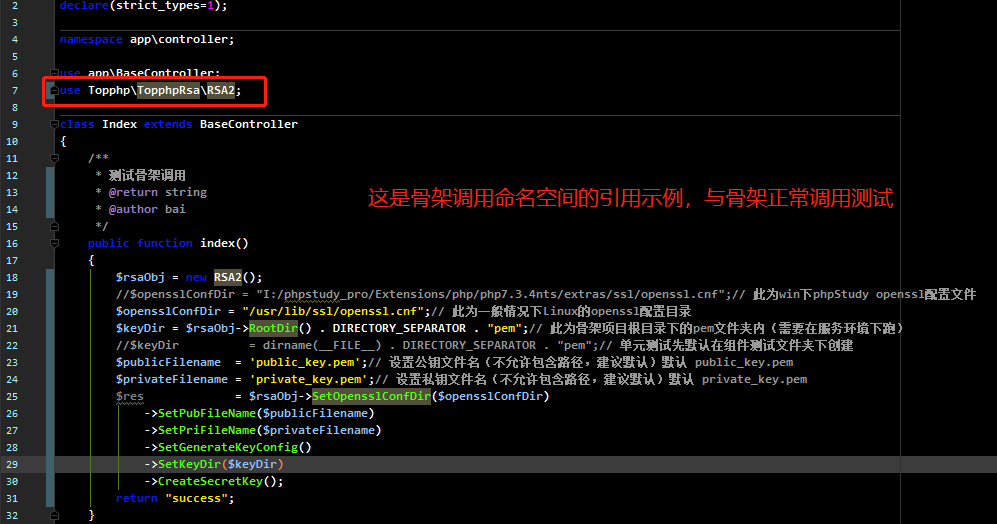 2 declare(strict_types=1);
3
4 namespace app\controller;
5
6 use app\BaseController;
7 use Topphp\TopphpRsa\RSA2;
8
9 class Index extends BaseController
10 {
11 /**
12 * 测试骨架调用
13 * @return string
14 * @author bai
这是骨架调用命名空间的引用示例，与骨架正常调用测试
15 */
16 public function index()
17 {
18 $rsaObj = new RSA2();
19 //$opensslConfDir = "I:/phpstudy_pro/Extensions/php/php7.3.4nts/extras/ssl/openssl.cnf";// 此为win下phpStudy openssl配置文件
20 $opensslConfDir = "/usr/lib/ssl/openssl.cnf";// 此为一般情况下Linux的openssl配置目录
21 $keyDir = $rsaObj->RootDir() . DIRECTORY_SEPARATOR . "pem";// 此为骨架项目根目录下的pem文件夹内（需要在服务环境下跑）
22 //$keyDir = dirname(__FILE__) . DIRECTORY_SEPARATOR . "pem";// 单元测试先默认在组件测试文件夹下创建
23 $publicFilename = 'public_key.pem';// 设置公钥文件名（不允许包含路径，建议默认）默认 public_key.pem
24 $privateFilename = 'private_key.pem';// 设置私钥文件名（不允许包含路径，建议默认）默认 private_key.pem
25 $res = $rsaObj->SetOpensslConfDir($opensslConfDir)
26 ->SetPubFileName($publicFilename)
27 ->SetPriFileName($privateFilename)
28 ->SetGenerateKeyConfig()
29 ->SetKeyDir($keyDir)
30 ->CreateSecretKey();
31 return "success";
32 }